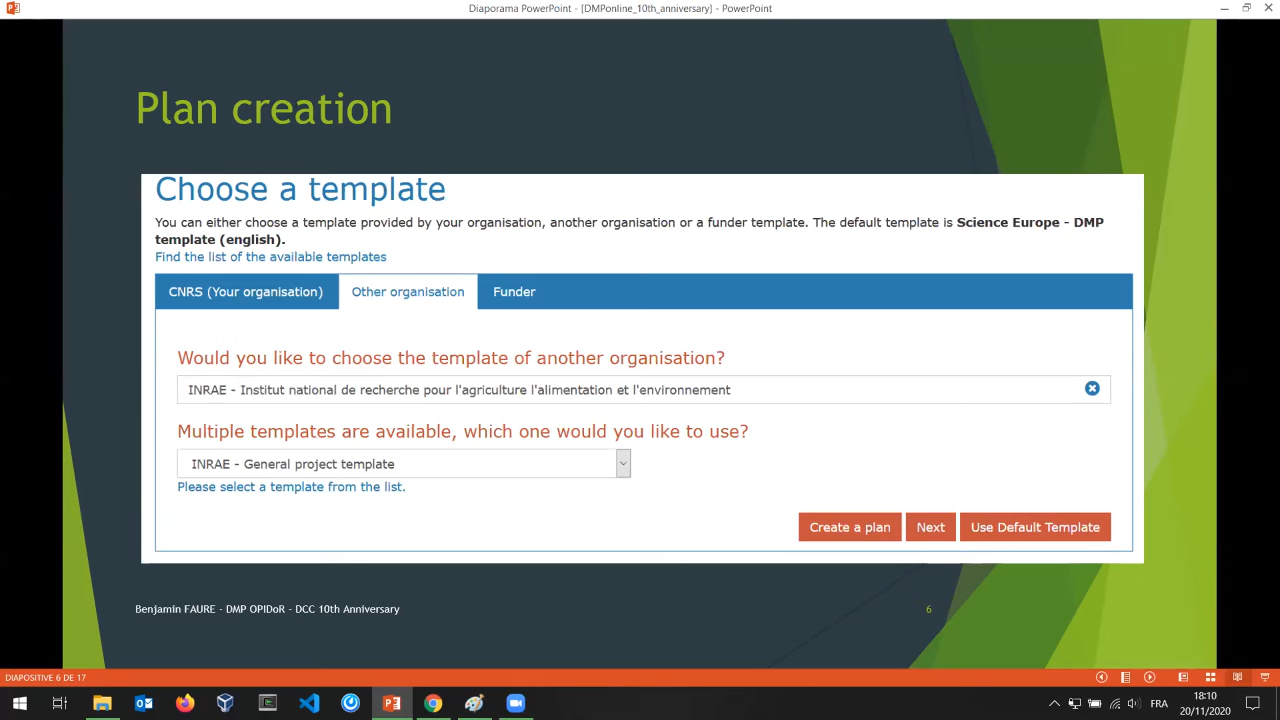 Diaporama PowerPoint - [DMPonline_10th_anniversary] - PowerPoint
Plan creation
Choose a template
You can either choose a template provided by your organisation, another organisation or a funder template. The default template is Science Europe - DMP
template (english).
Find the list of the available templates
CNRS (Your organisation)
Other organisation
Funder
Would you like to choose the template of another organisation?
INRAE - Institut national de recherche pour l'agriculture l'alimentation et l'environnement
Multiple templates are available, which one would you like to use?
INRAE - General project template
Please select a template from the list.
Create a plan
Next
Use Default Template
Benjamin FAURE - DMP OPIDoR - DCC 10th Anniversary
6
DIAPOSITIVE 6 DE 17
FRA
18:10
20/11/2020